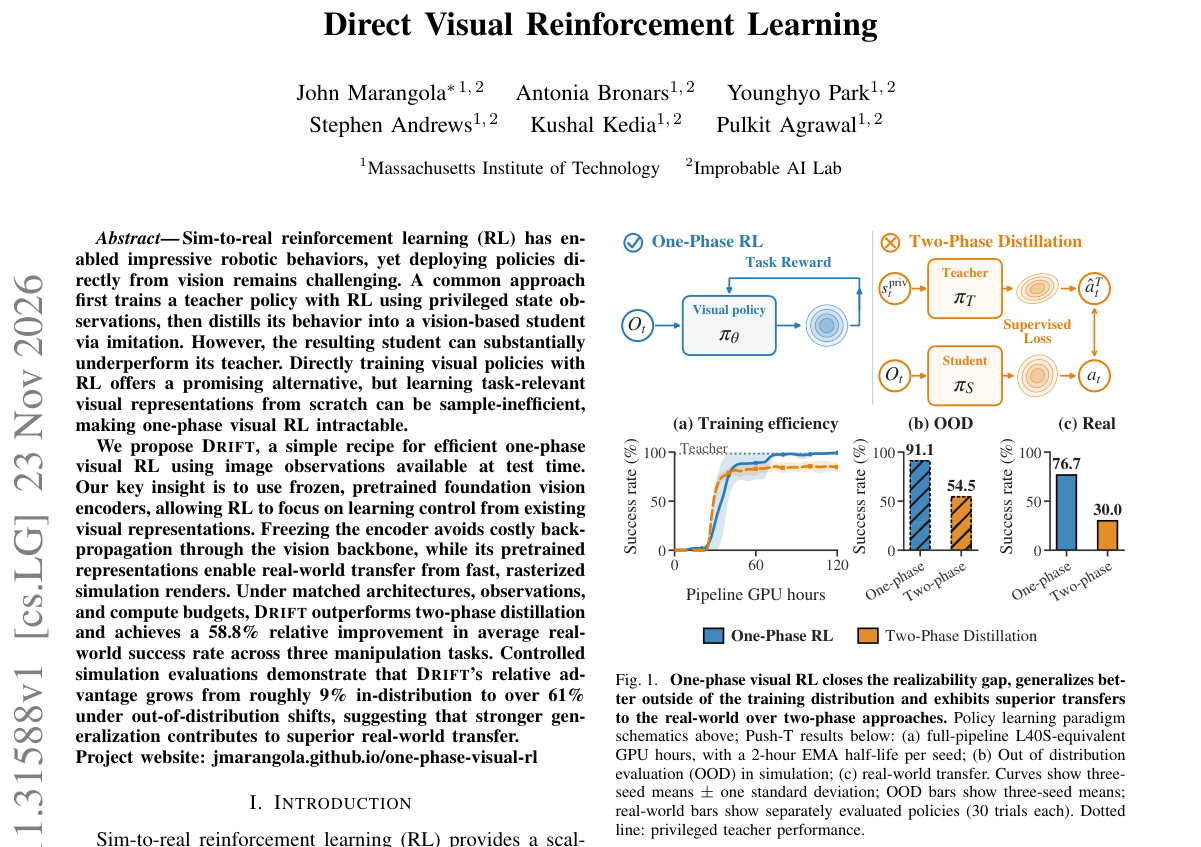 Direct Visual Reinforcement Learning
John Marangola∗1,2 Antonia Bronars1,2 Younghyo Park1,2
Stephen Andrews1,2 Kushal Kedia1,2 Pulkit Agrawal1,2
1Massachusetts Institute of Technology 2Improbable AI Lab
1.31588v1 [cs.LG] 23 Nov 2026
Abstract—Sim-to-real reinforcement learning (RL) has en-
abled impressive robotic behaviors, yet deploying policies di-
rectly from vision remains challenging. A common approach
first trains a teacher policy with RL using privileged state ob-
servations, then distills its behavior into a vision-based student
via imitation. However, the resulting student can substantially
underperform its teacher. Directly training visual policies with
RL offers a promising alternative, but learning task-relevant
visual representations from scratch can be sample-inefficient,
making one-phase visual RL intractable.
We propose DRIFT, a simple recipe for efficient one-phase
visual RL using image observations available at test time.
Our key insight is to use frozen, pretrained foundation vision
encoders, allowing RL to focus on learning control from existing
visual representations. Freezing the encoder avoids costly back-
propagation through the vision backbone, while its pretrained
representations enable real-world transfer from fast, rasterized
simulation renders. Under matched architectures, observations,
and compute budgets, DRIFT outperforms two-phase distillation
and achieves a 58.8% relative improvement in average real-
world success rate across three manipulation tasks. Controlled
simulation evaluations demonstrate that DRIFT's relative ad-
vantage grows from roughly 9% in-distribution to over 61%
under out-of-distribution shifts, suggesting that stronger gen-
eralization contributes to superior real-world transfer.
Project website: jmarangola.github.io/one-phase-visual-rl
I. INTRODUCTION
Sim-to-real reinforcement learning (RL) provides a scal-
One-Phase RL
Task Reward
Ot
Visual policy
πθ
Two-Phase Distillation
st priv
Teacher
πT
âtT
Supervised
Loss
Ot
Student
πS
at
(a) Training efficiency
Success rate (%)
100
50
0
Teacher
0 60 120
Pipeline GPU hours
(b) OOD
Success rate (%)
100
50
0
91.1
54.5
One-phase
Two-phase
(c) Real
Success rate (%)
100
50
0
76.7
30.0
One-phase
Two-phase
One-Phase RL Two-Phase Distillation
Fig. 1. One-phase visual RL closes the realizability gap, generalizes bet-
ter outside of the training distribution and exhibits superior transfers
to the real-world over two-phase approaches. Policy learning paradigm
schematics above; Push-T results below: (a) full-pipeline L40S-equivalent
GPU hours, with a 2-hour EMA half-life per seed; (b) Out of distribution
evaluation (OOD) in simulation; (c) real-world transfer. Curves show three-
seed means ± one standard deviation; OOD bars show three-seed means;
real-world bars show separately evaluated policies (30 trials each). Dotted
line: privileged teacher performance.